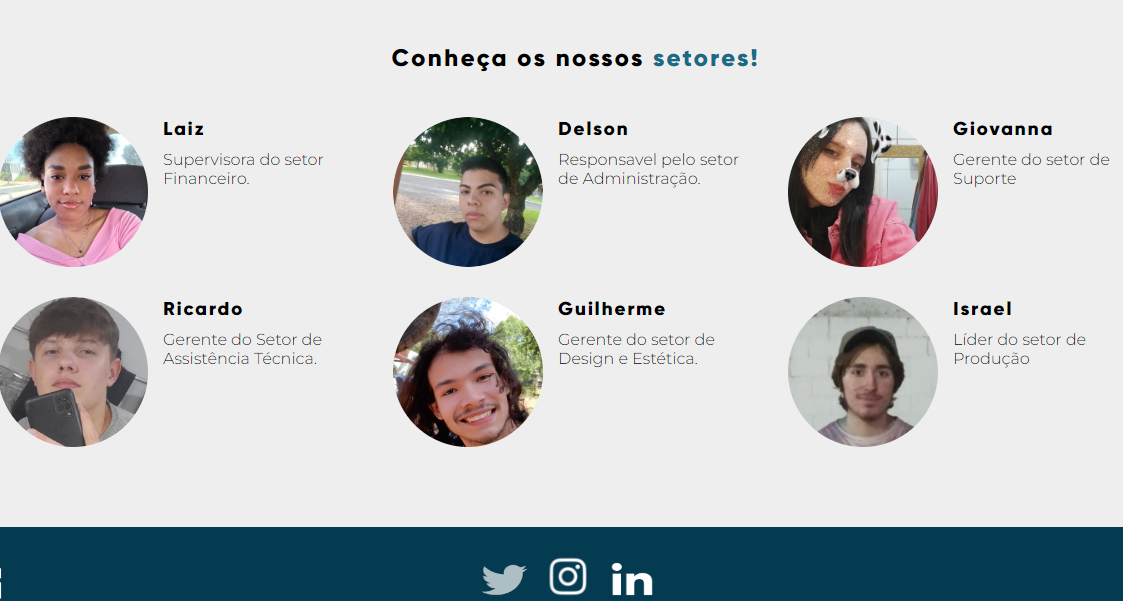 Conheça os nossos setores!
Laiz
Supervisora do setor
Financeiro.
Delson
Responsavel pelo setor
de Administração.
Giovanna
Gerente do setor de
Suporte
Ricardo
Gerente do Setor de
Assistência Técnica.
Guilherme
Gerente do setor de
Design e Estética.
Israel
Líder do setor de
Produção
in